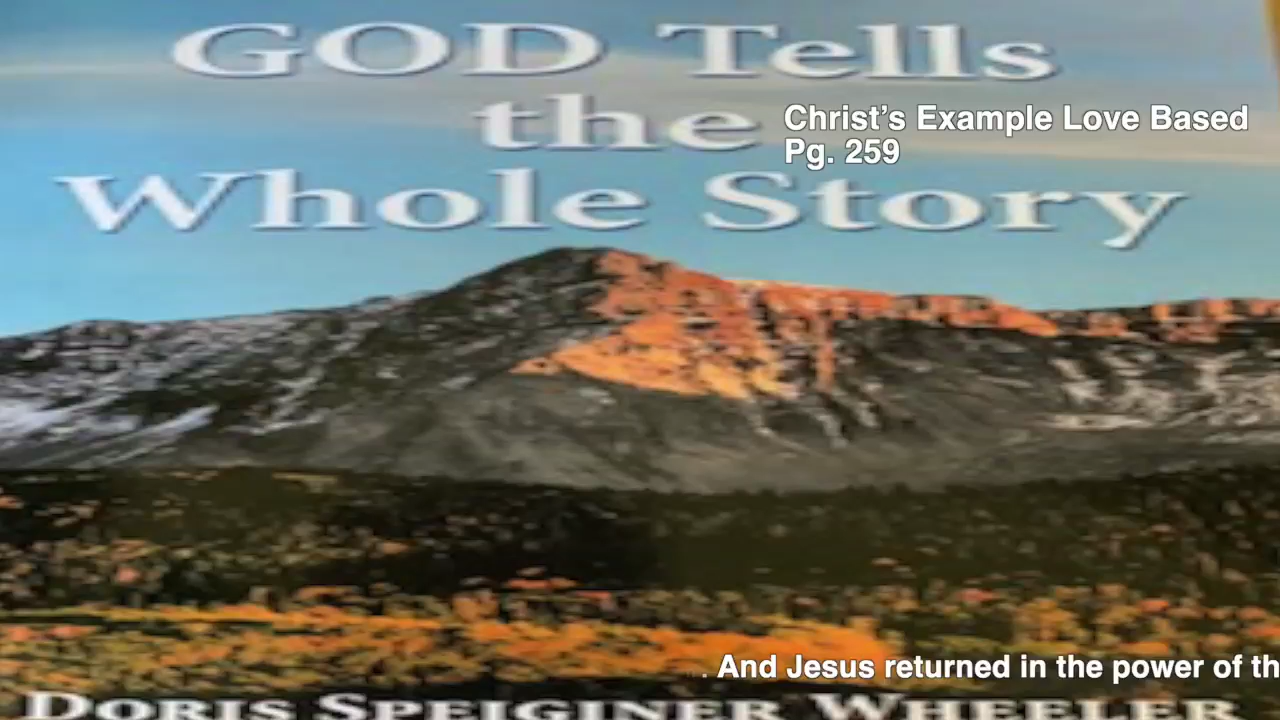 GOD Tells
the
Whole Story
Christ's Example Love Based
Pg. 259
. And Jesus returned in the power of th
DORIS SPEIGINER WHEELER